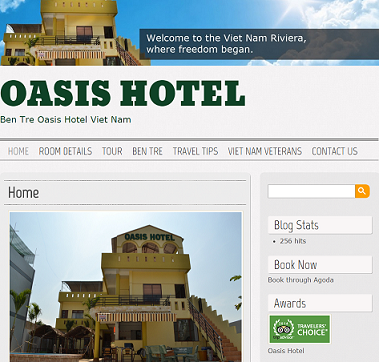 Welcome to the Viet Nam Riviera,
where freedom began.
OASIS HOTEL
Ben Tre Oasis Hotel Viet Nam
HOME ROOM DETAILS TOUR BEN TRE TRAVEL TIPS VIET NAM VETERANS CONTACT US
Home
OASIS HOTEL
Blog Stats
256 hits
Book Now
Book through Agoda
Awards
TRAVELERS'
CHOICE
tripadvisor
Oasis Hotel